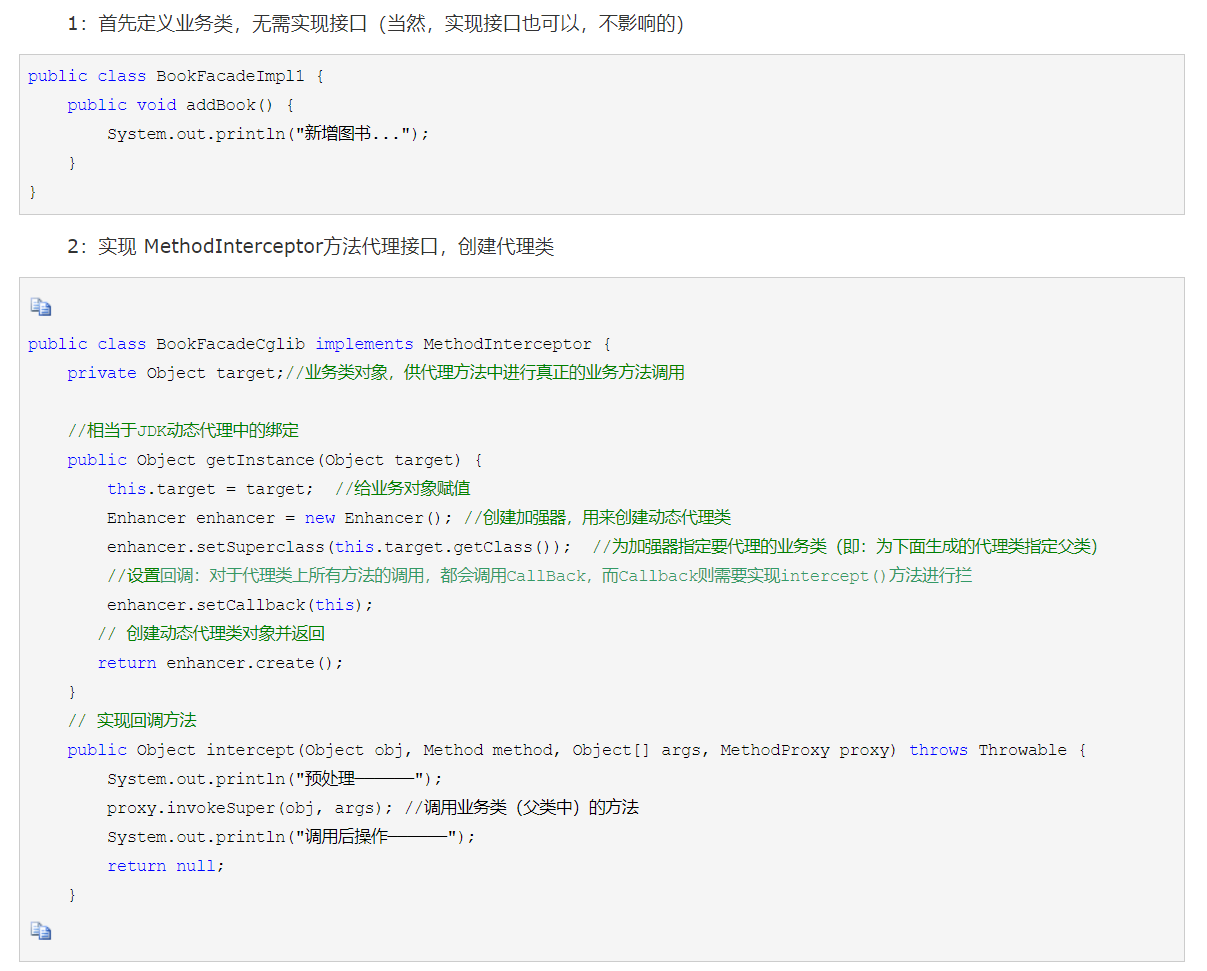 1：首先定义业务类，无需实现接口（当然，实现接口也可以，不影响的）
public class BookFacadeImpl1 {
    public void addBook() {
        System.out.println("新增图书...");
    }
}
2：实现 MethodInterceptor方法代理接口，创建代理类
public class BookFacadeCglib implements MethodInterceptor {
    private Object target;//业务类对象，供代理方法中进行真正的业务方法调用
    //相当于JDK动态代理中的绑定
    public Object getInstance(Object target) {
        this.target = target;  //给业务对象赋值
        Enhancer enhancer = new Enhancer(); //创建加强器，用来创建动态代理类
        enhancer.setSuperclass(this.target.getClass());  //为加强器指定要代理的业务类（即：为下面生成的代理类指定父类）
        //设置回调：对于代理类上所有方法的调用，都会调用CallBack，而Callback则需要实现intercept()方法进行拦
        enhancer.setCallback(this);
       // 创建动态代理类对象并返回
       return enhancer.create();
    }
    // 实现回调方法
    public Object intercept(Object obj, Method method, Object[] args, MethodProxy proxy) throws Throwable {
        System.out.println("预处理——————");
        proxy.invokeSuper(obj, args); //调用业务类（父类中）的方法
        System.out.println("调用后操作——————");
        return null;
    }